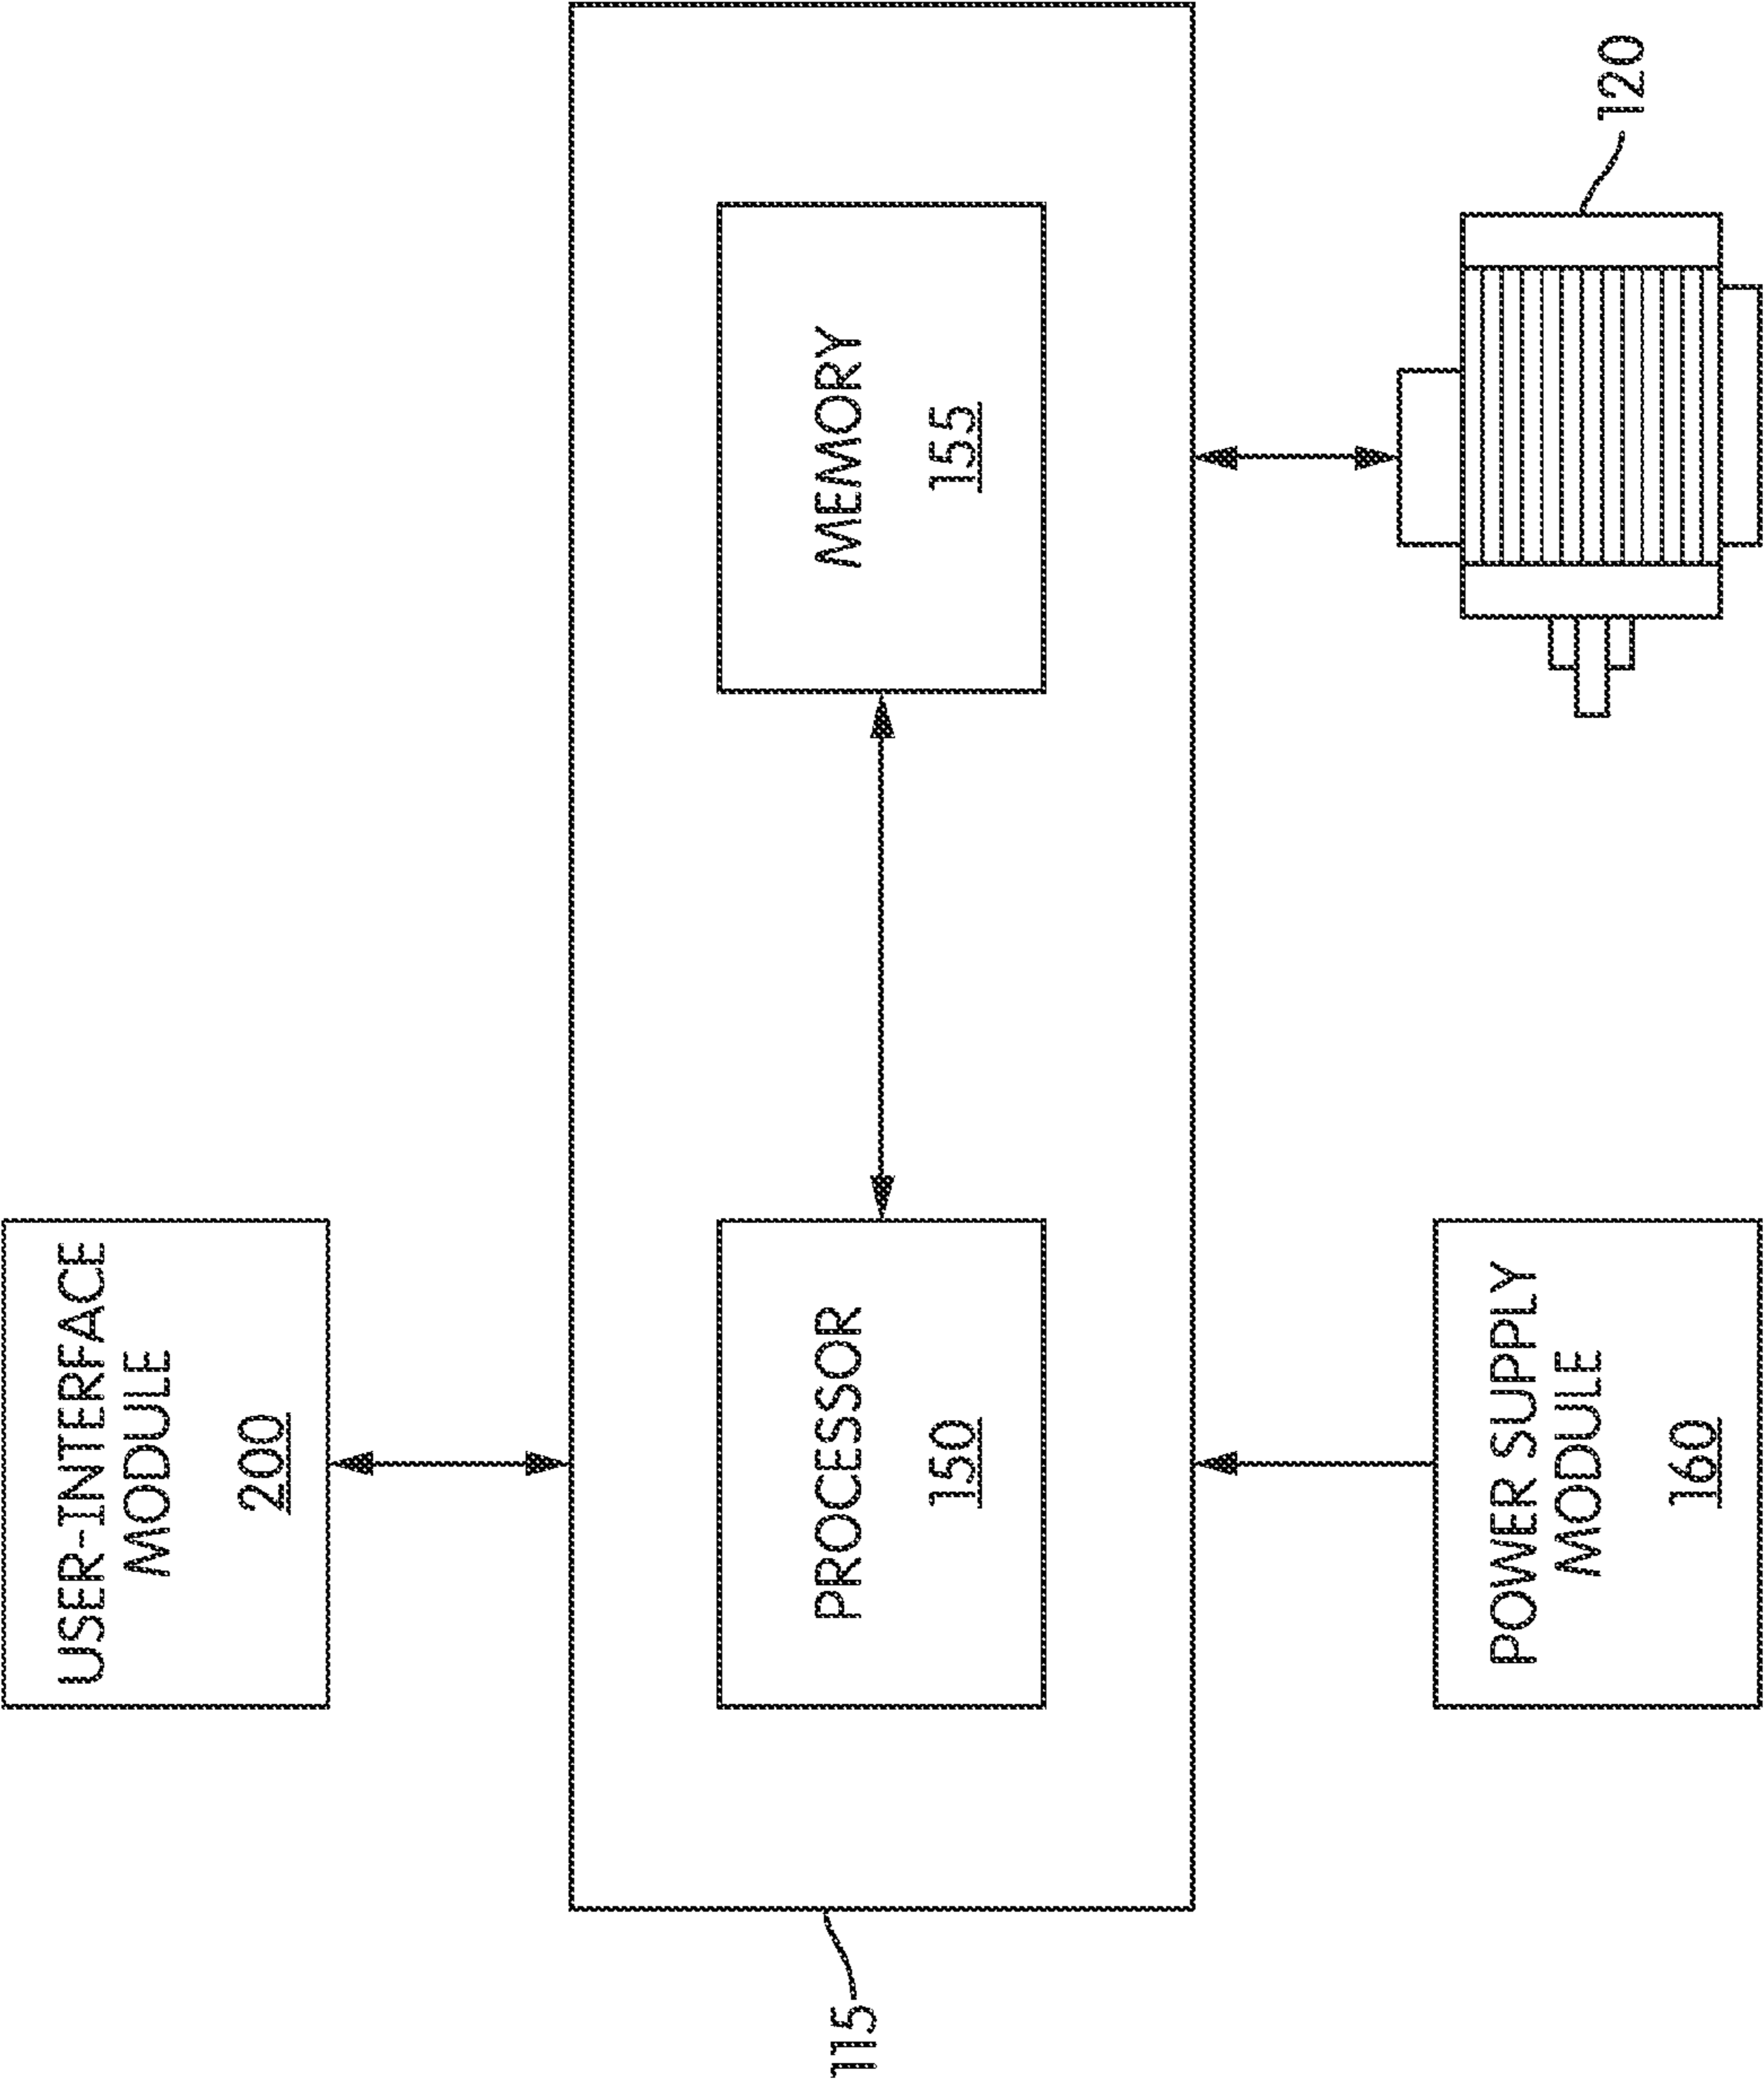 USER-INTERFACE
MODULE
200
115
PROCESSOR
150
MEMORY
155
POWER SUPPLY
MODULE
160
120